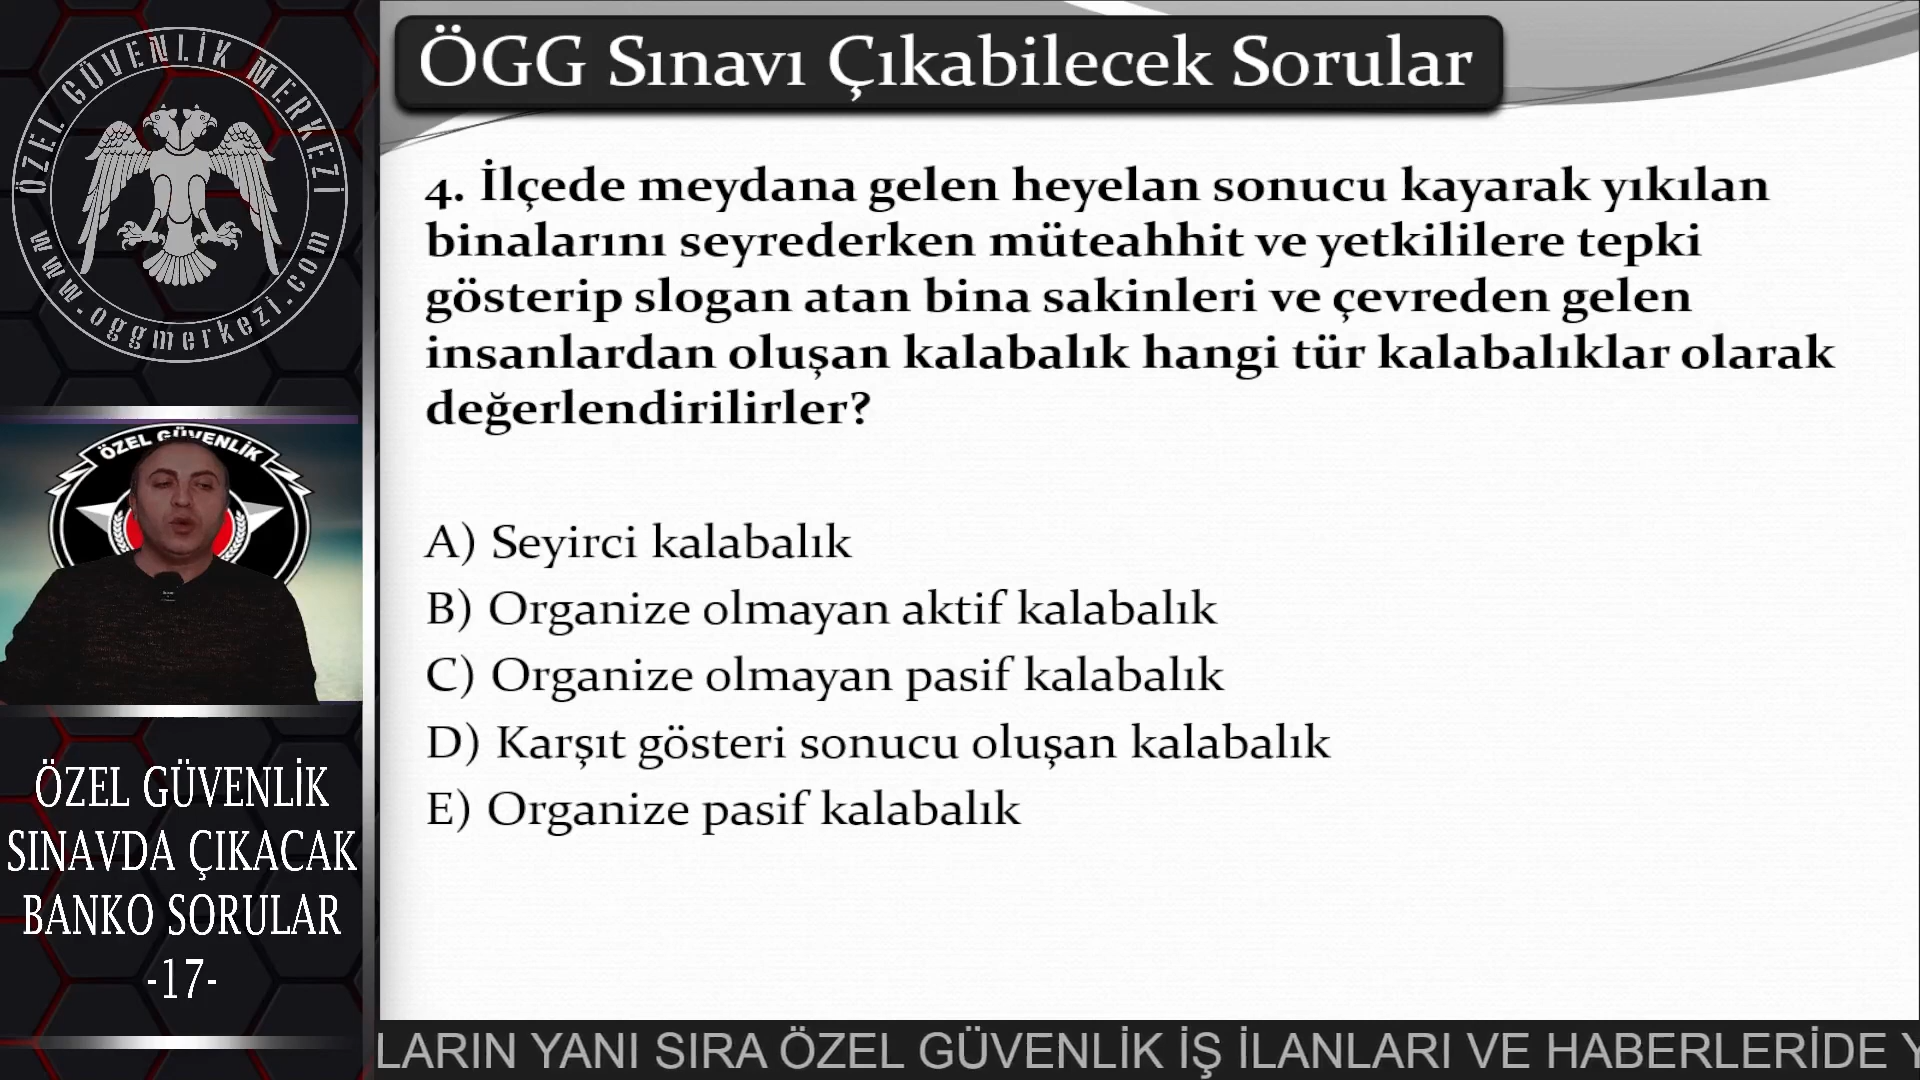 ÖZEL GÜVENLİK MERKEZİ
www.oggmerkezi.com
ÖGG Sınavı Çıkabilecek Sorular
4. İlçede meydana gelen heyelan sonucu kayarak yıkılan
binalarını seyrederken müteahhit ve yetkililere tepki
gösterip slogan atan bina sakinleri ve çevreden gelen
insanlardan oluşan kalabalık hangi tür kalabalıklar olarak
değerlendirilirler?
A) Seyirci kalabalık
B) Organize olmayan aktif kalabalık
C) Organize olmayan pasif kalabalık
D) Karşıt gösteri sonucu oluşan kalabalık
E) Organize pasif kalabalık
ÖZEL GÜVENLİK
ÖZEL GÜVENLİK
SINAVDA ÇIKACAK
BANKO SORULAR
-17-
LARIN YANI SIRA ÖZEL GÜVENLİK İŞ İLANLARI VE HABERLERİDE Y